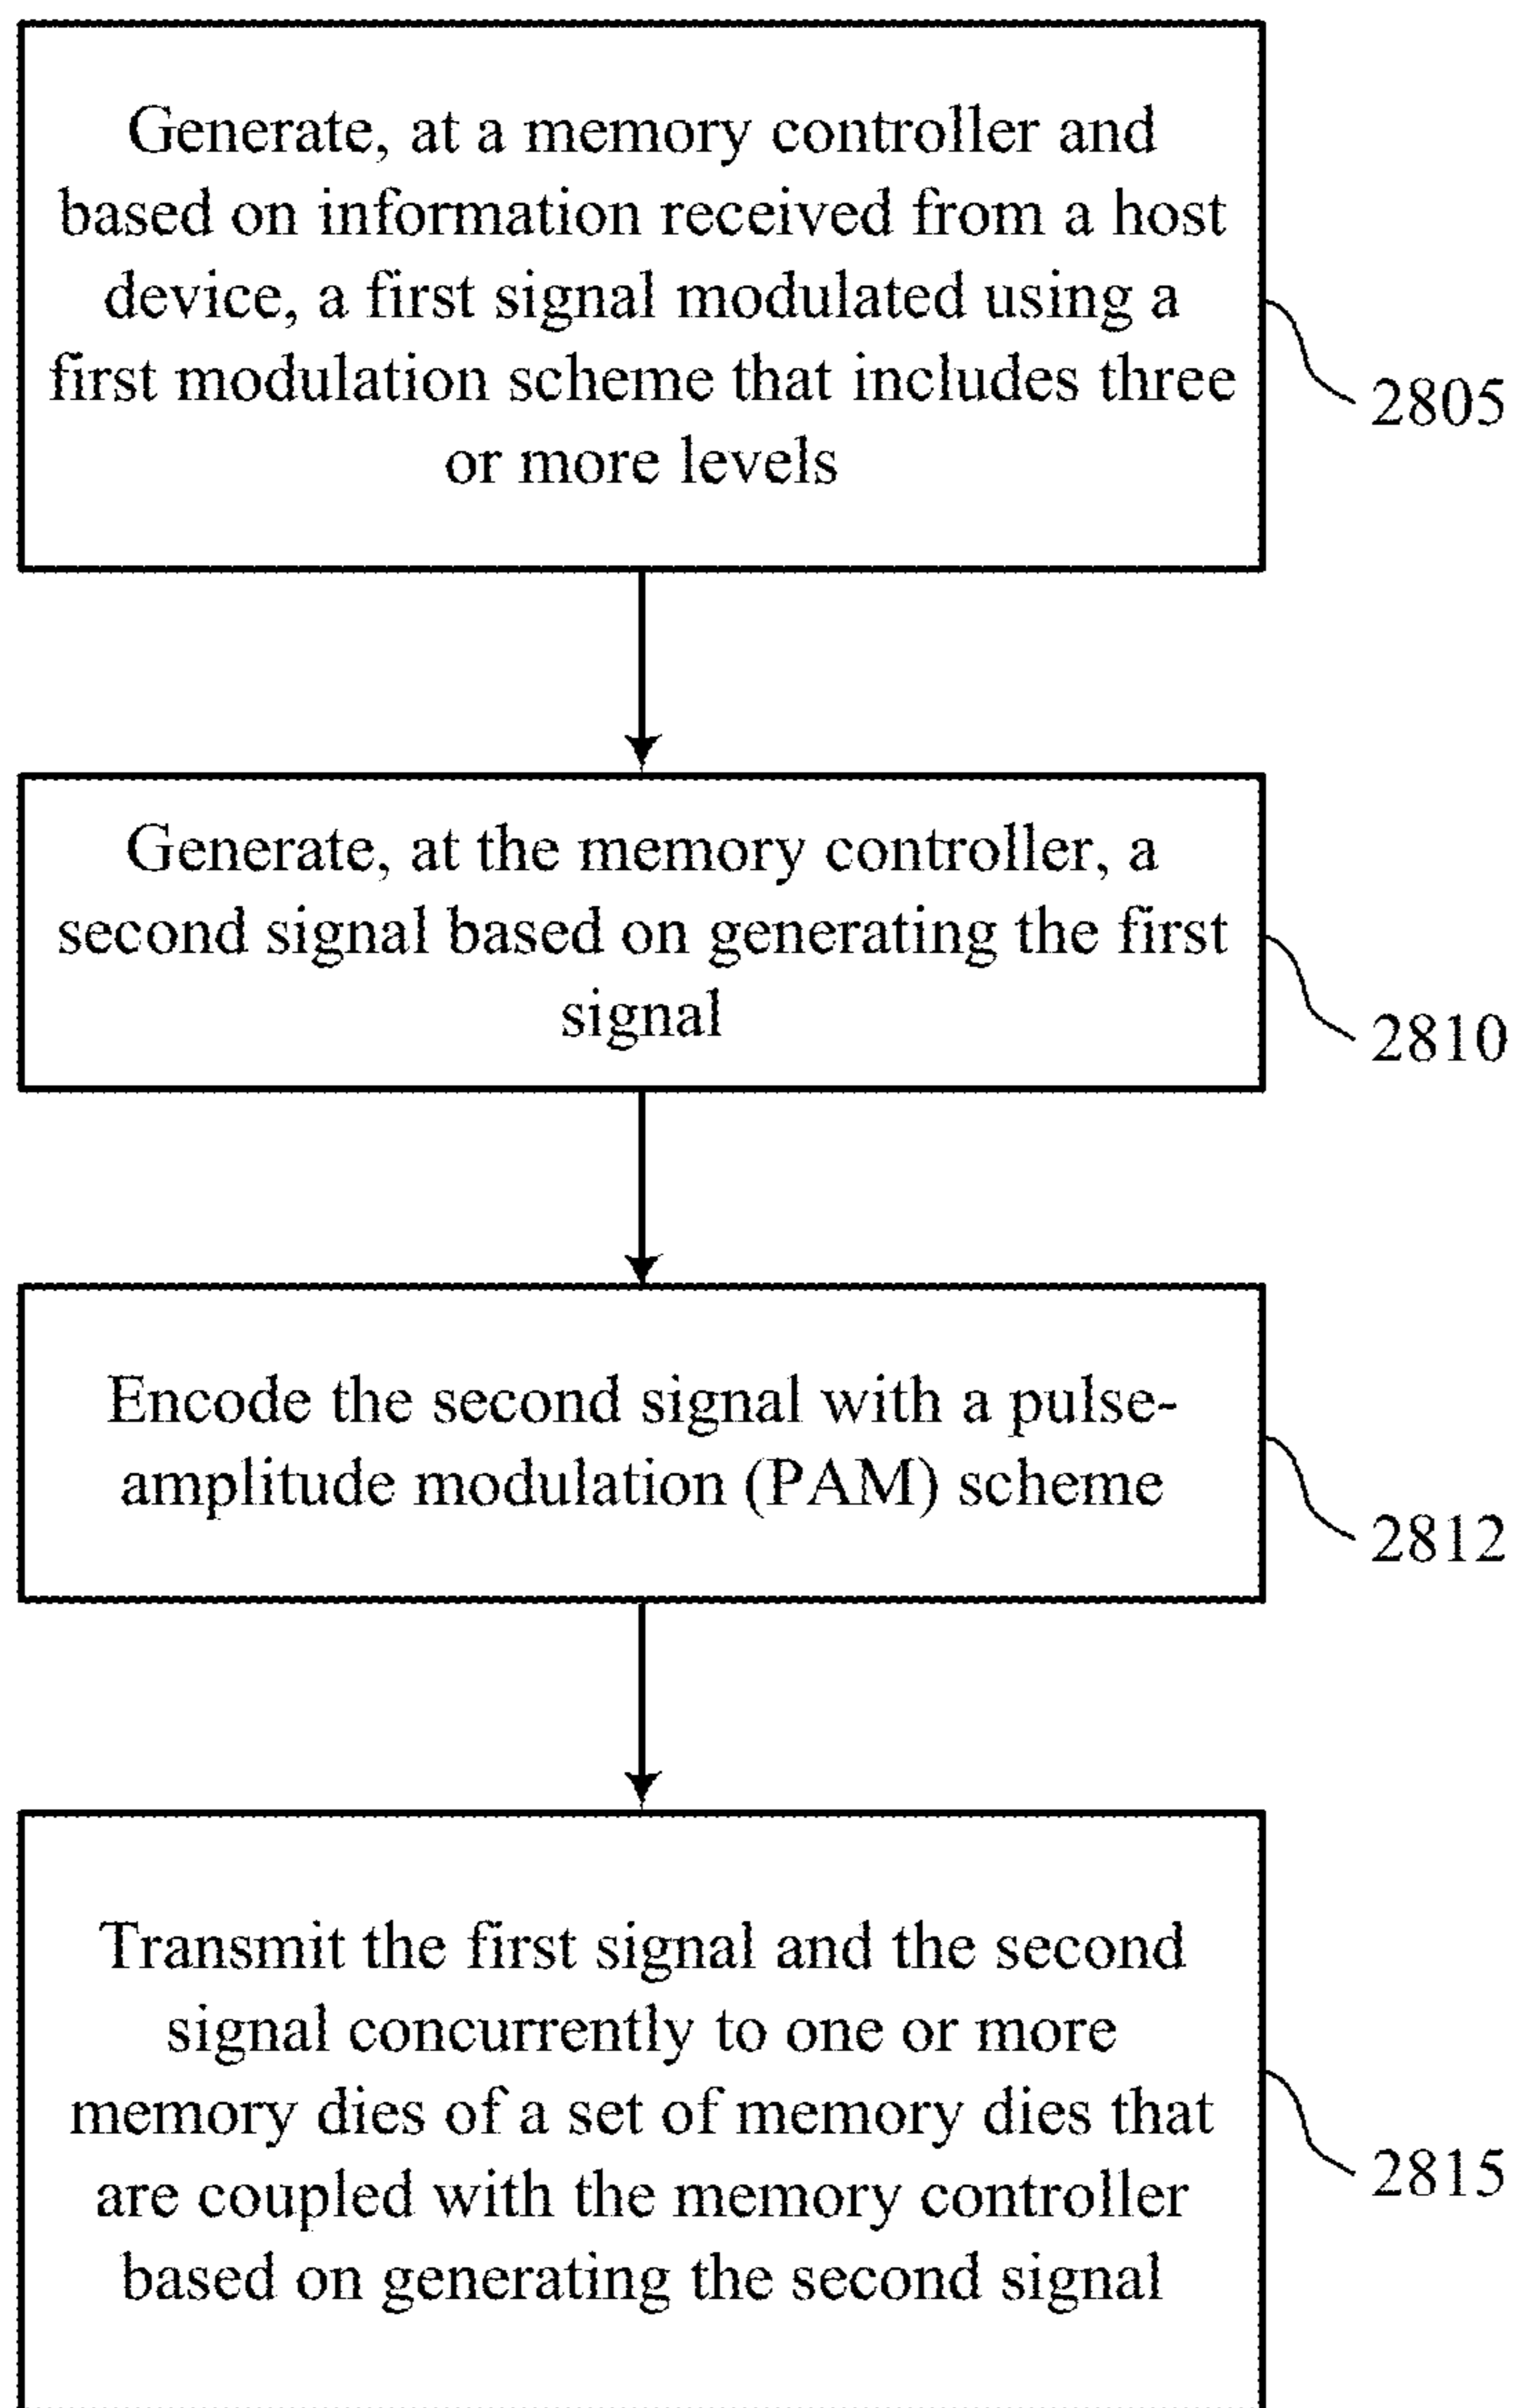 Generate, at a memory controller and
based on information received from a host
device, a first signal modulated using a
first modulation scheme that includes three
or more levels
2805
Generate, at the memory controller, a
second signal based on generating the first
signal
2810
Encode the second signal with a pulse-
amplitude modulation (PAM) scheme
2812
Transmit the first signal and the second
signal concurrently to one or more
memory dies of a set of memory dies that
are coupled with the memory controller
based on generating the second signal
2815